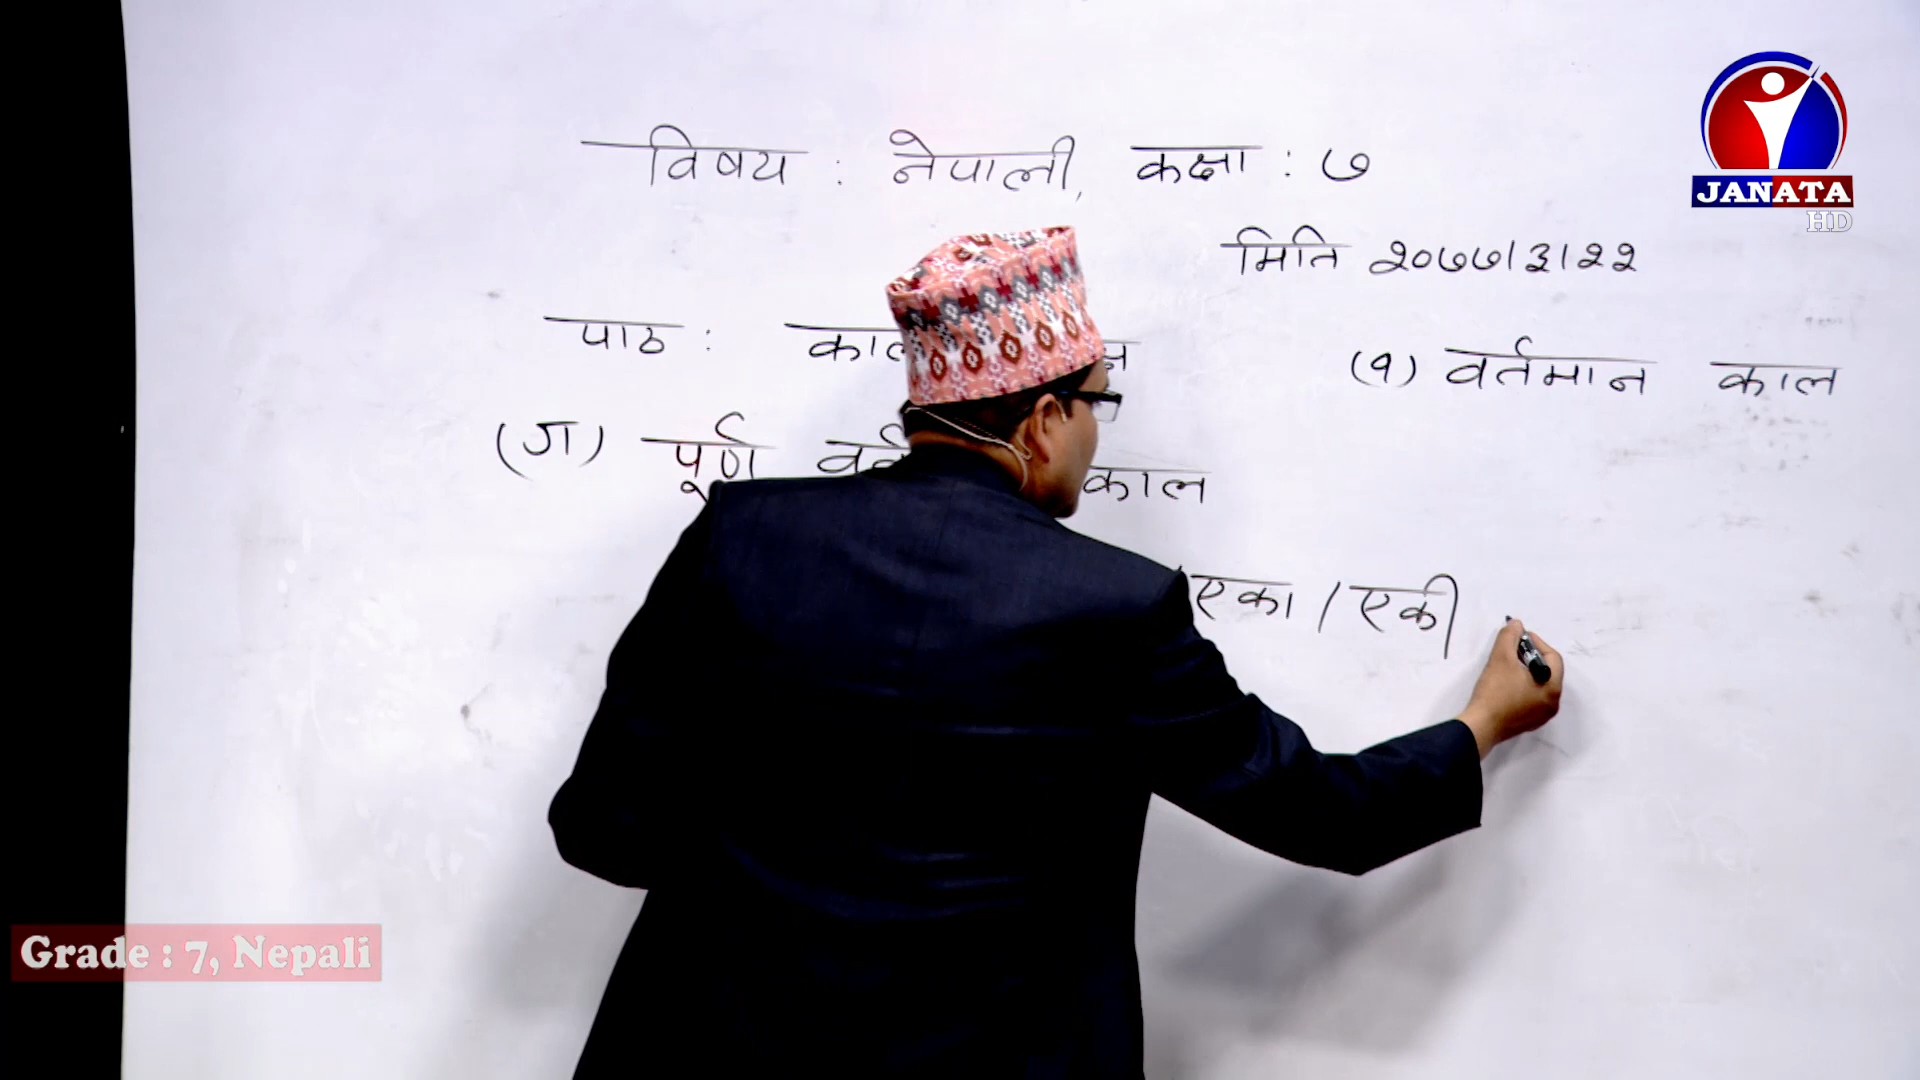 विषय : नेपाली, कक्षा : ७
मिति २०७७।३।२२
पाठ :
(१) वर्तमान काल
(ग) पूर्ण काल
एका / एकी
JANATA
HD
Grade : 7, Nepali